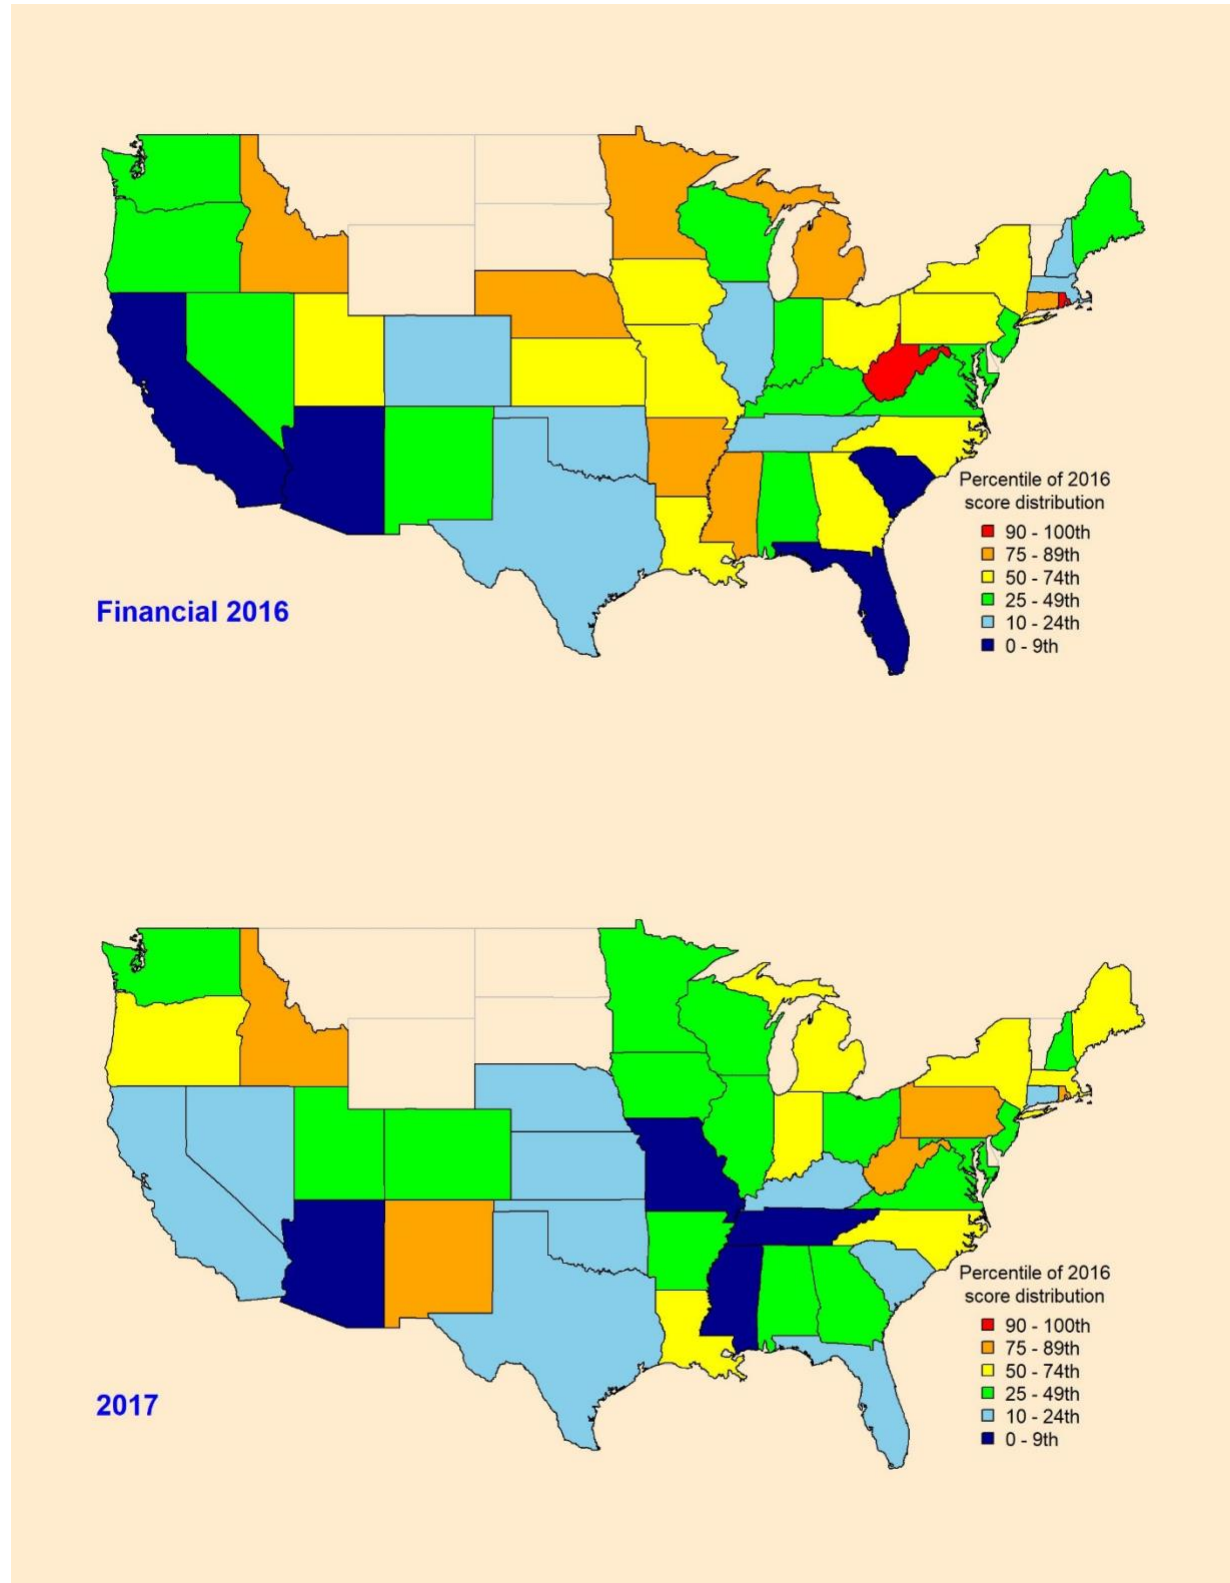 Percentile of 2016
score distribution
90 - 100th
75 - 89th
50 - 74th
25 - 49th
10 - 24th
0 - 9th
Financial 2016
Percentile of 2016
score distribution
90 - 100th
75 - 89th
50 - 74th
25 - 49th
10 - 24th
0 - 9th
2017